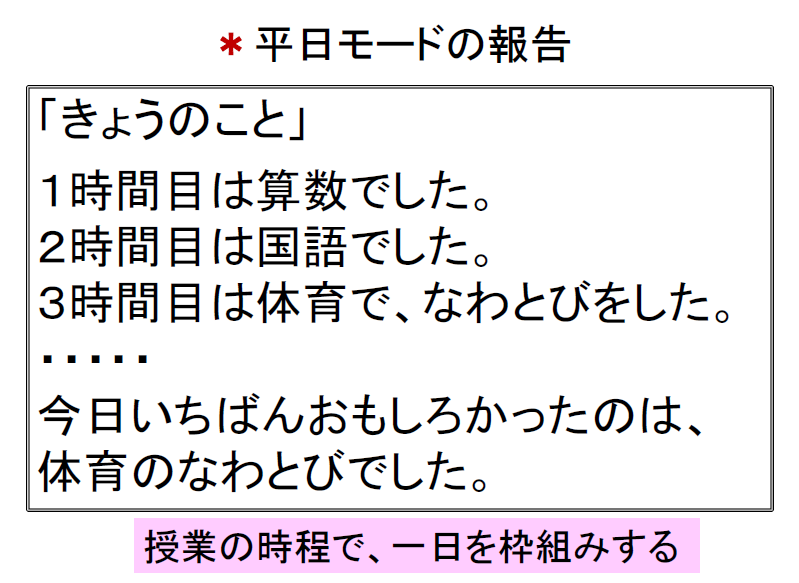 * 平日モードの報告
「きょうのこと」
１時間目は算数でした。
２時間目は国語でした。
３時間目は体育で、なわとびをした。
・・・・・
今日いちばんおもしろかったのは、
体育のなわとびでした。
授業の時程で、一日を枠組みする